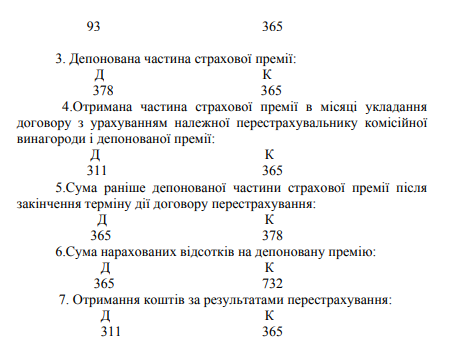 93 365
3. Депонована частина страхової премії:
Д К
378 365
4.Отримана частина страхової премії в місяці укладання
договору з урахуванням належної перестрахувальнику комісійної
винагороди і депонованої премії:
Д К
311 365
5.Сума раніше депонованої частини страхової премії після
закінчення терміну дії договору перестрахування:
Д К
365 378
6.Сума нарахованих відсотків на депоновану премію:
Д К
365 732
7. Отримання коштів за результатами перестрахування:
Д К
311 365